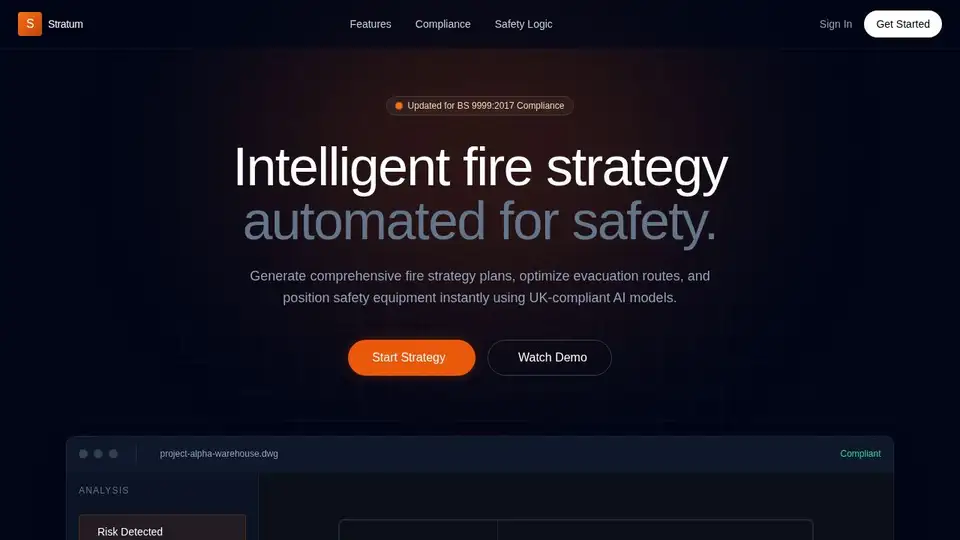 S Stratum Features Compliance Safety Logic Sign In Get Started
Updated for BS 9999:2017 Compliance
Intelligent fire strategy
automated for safety.
Generate comprehensive fire strategy plans, optimize evacuation routes, and
position safety equipment instantly using UK-compliant AI models.
Start Strategy Watch Demo
project-alpha-warehouse.dwg Compliant
ANALYSIS
Risk Detected